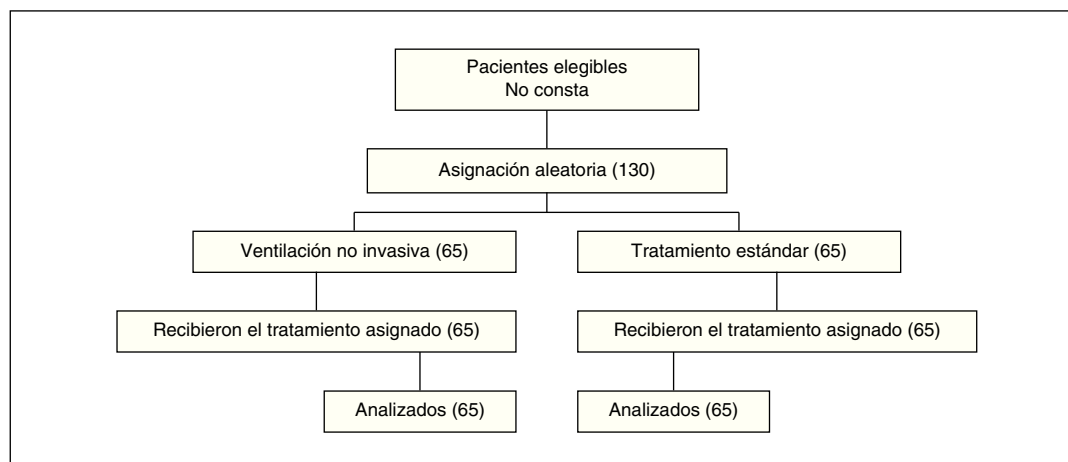 Pacientes elegibles
No consta
Asignación aleatoria (130)
Ventilación no invasiva (65)
Tratamiento estándar (65)
Recibieron el tratamiento asignado (65)
Recibieron el tratamiento asignado (65)
Analizados (65)
Analizados (65)